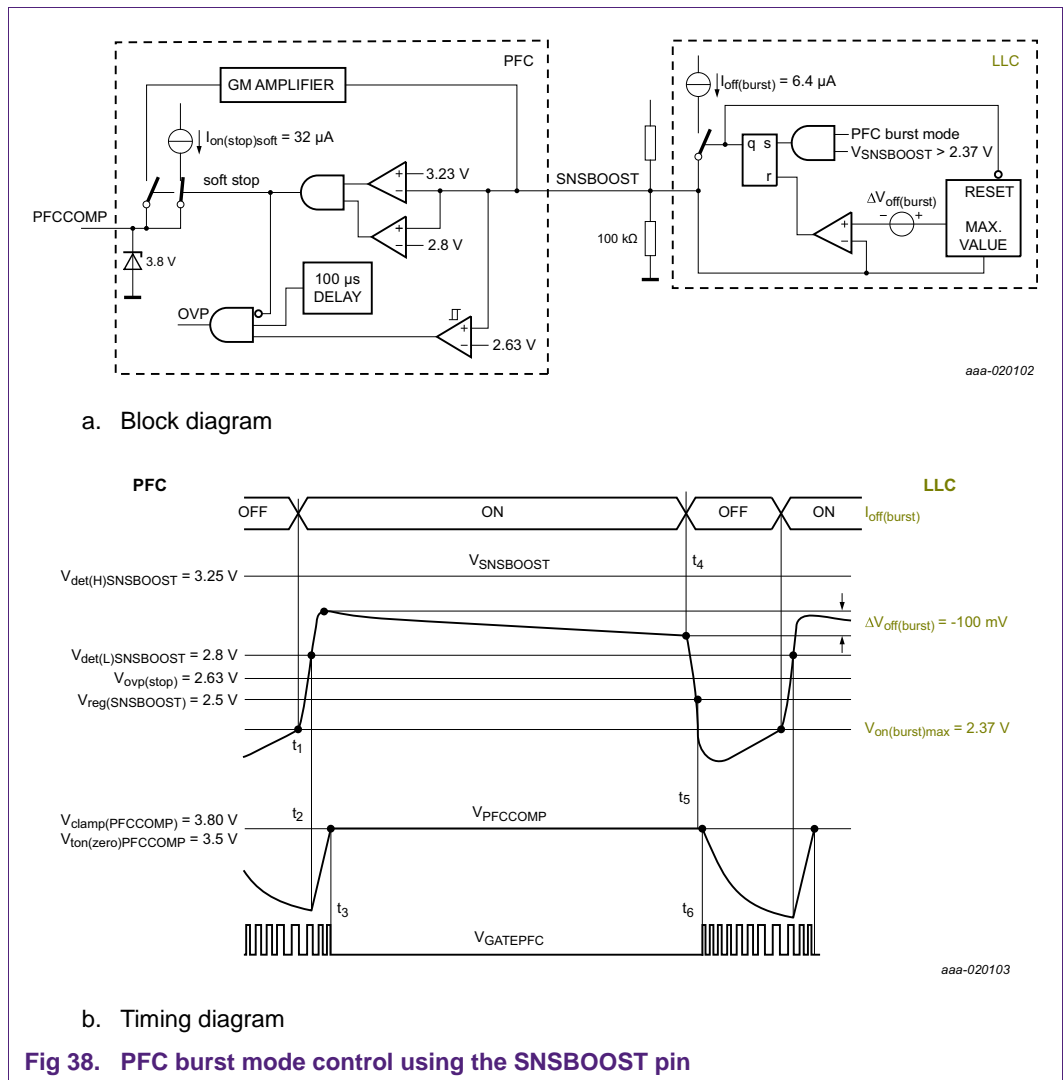 PFC
LLC
GM AMPLIFIER
Ioff(burst) = 6.4 µA
Ion(stop)soft = 32 µA
PFC burst mode
VSNSBOOST > 2.37 V
q s
r
3.23 V
soft stop
SNSBOOST
RESET
ΔVoff(burst)
PFCCOMP
+
−
+
−
− +
+
−
MAX.
VALUE
2.8 V
100 kΩ
3.8 V
100 µs
DELAY
OVP
+
−
2.63 V
aaa-020102
a. Block diagram
PFC
LLC
OFF
ON
OFF
ON
Ioff(burst)
VSNSBOOST
t4
Vdet(H)SNSBOOST = 3.25 V
ΔVoff(burst) = -100 mV
Vdet(L)SNSBOOST = 2.8 V
Vovp(stop) = 2.63 V
Vreg(SNSBOOST) = 2.5 V
Von(burst)max = 2.37 V
t1
t5
t2
VPFCCOMP
Vclamp(PFCCOMP) = 3.80 V
Vton(zero)PFCCOMP = 3.5 V
t3
t6
VGATEPFC
aaa-020103
b. Timing diagram
Fig 38. PFC burst mode control using the SNSBOOST pin